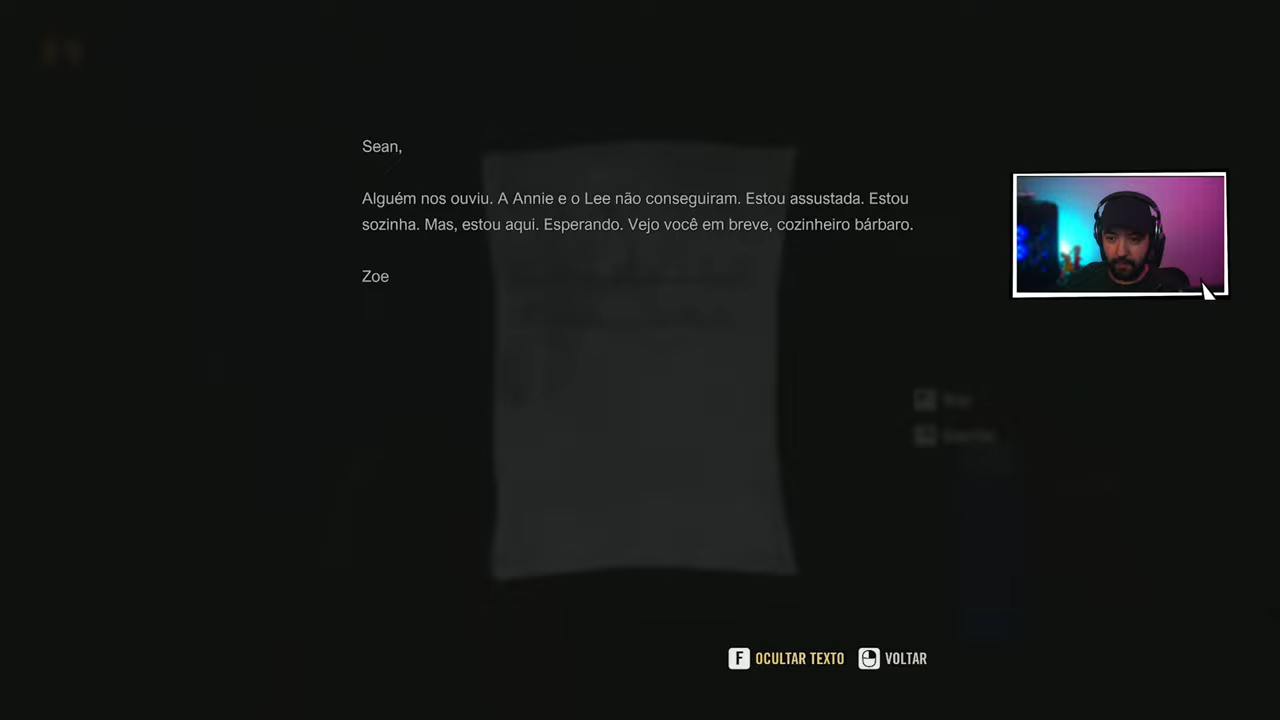 Sean,
Alguém nos ouviu. A Annie e o Lee não conseguiram. Estou assustada. Estou
sozinha. Mas, estou aqui. Esperando. Vejo você em breve, cozinheiro bárbaro.
Zoe
F OCULTAR TEXTO VOLTAR